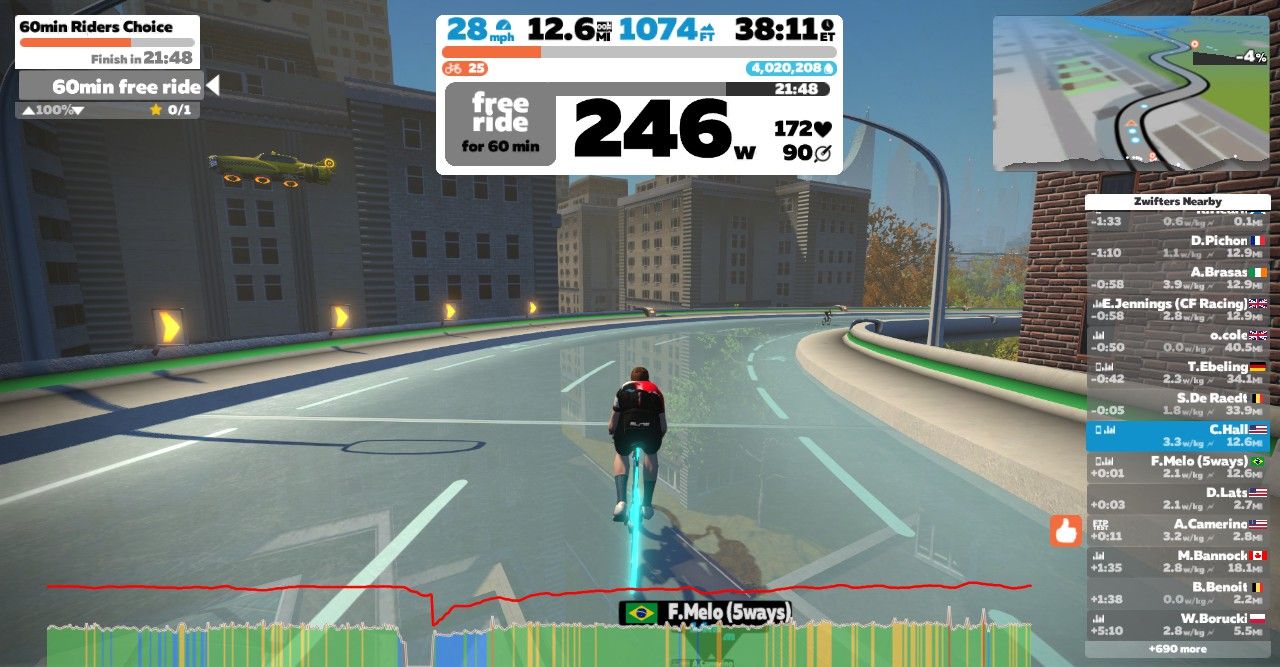 60min Riders Choice
Finish in 21:48
60min free ride
100%
0/1
28 mph 12.6 MI 1074 FT 38:11 ET
25
4,020,208
21:48
free
ride
for 60 min
246 w
172
90
-4%
Zwifters Nearby
-1:33 0.6w/kg 0.1MI
D.Pichon
-1:10 1.1w/kg 12.9MI
A.Brasas
-0:58 3.9w/kg 12.9MI
E.Jennings (CF Racing)
-0:58 2.8w/kg 12.9MI
o.cole
-0:50 0.0w/kg 40.5MI
T.Ebeling
-0:42 2.3w/kg 34.1MI
S.De Raedt
-0:05 1.8w/kg 33.9MI
C.Hall
3.3w/kg 12.6MI
F.Melo (5ways)
+0:01 2.1w/kg 12.6MI
D.Lats
+0:03 2.1w/kg 2.7MI
FTP TEST A.Camerino
+0:11 3.2w/kg 2.8MI
M.Bannock
+1:35 2.8w/kg 18.1MI
B.Benoit
+1:38 0.0w/kg 2.2MI
W.Borucki
+5:10 2.8w/kg 5.5MI
+690 more
F.Melo (5ways)
A.Camerino